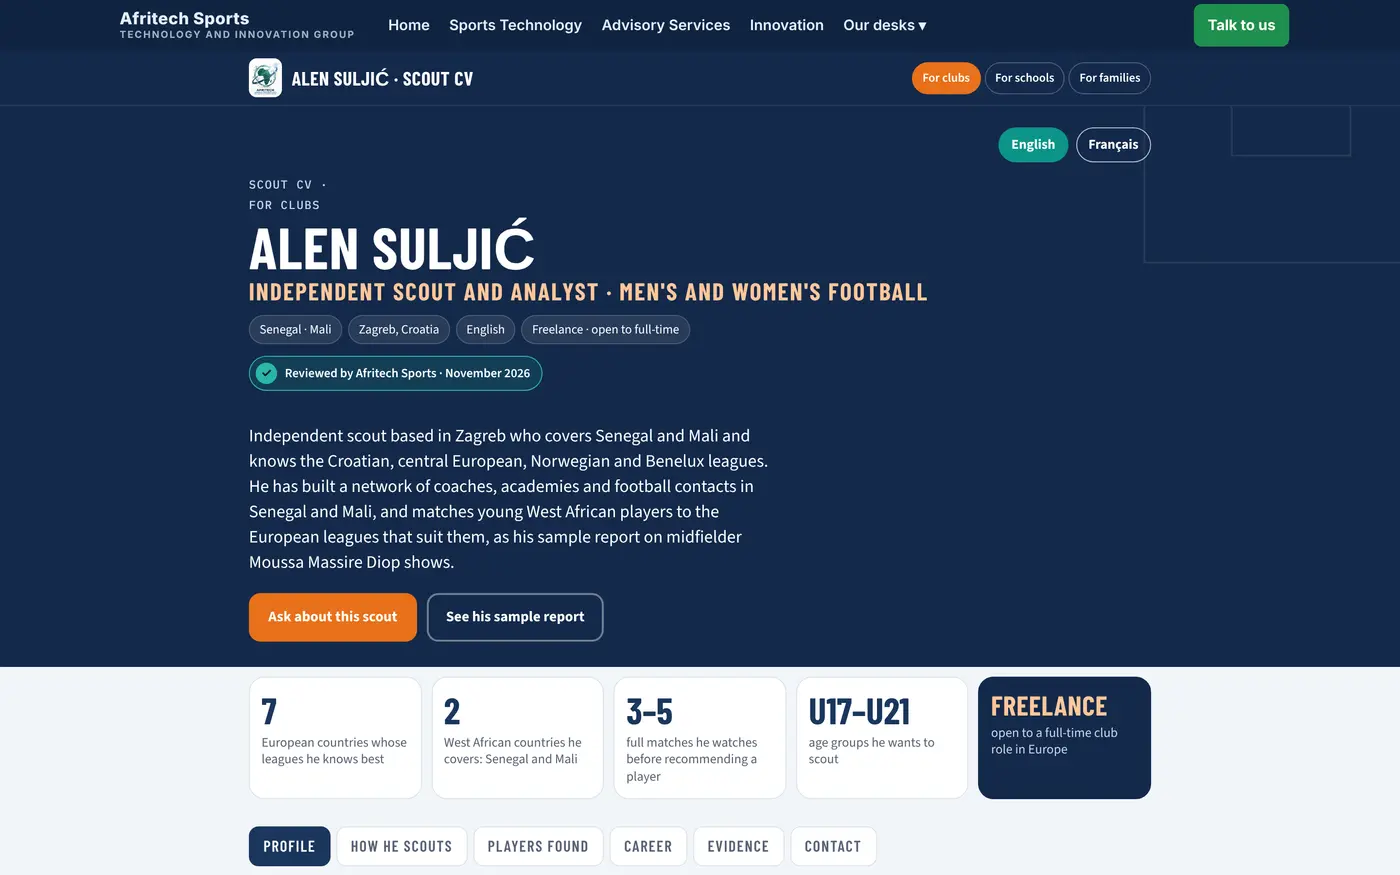 Afritech Sports
TECHNOLOGY AND INNOVATION GROUP
Home
Sports Technology
Advisory Services
Innovation
Our desks ▾
Talk to us
ALEN SULJIĆ · SCOUT CV
For clubs
For schools
For families
English
Français
SCOUT CV ·
FOR CLUBS
ALEN SULJIĆ
INDEPENDENT SCOUT AND ANALYST · MEN'S AND WOMEN'S FOOTBALL
Senegal · Mali
Zagreb, Croatia
English
Freelance · open to full-time
Reviewed by Afritech Sports · November 2026
Independent scout based in Zagreb who covers Senegal and Mali and
knows the Croatian, central European, Norwegian and Benelux leagues.
He has built a network of coaches, academies and football contacts in
Senegal and Mali, and matches young West African players to the
European leagues that suit them, as his sample report on midfielder
Moussa Massire Diop shows.
Ask about this scout
See his sample report
7
European countries whose
leagues he knows best
2
West African countries he
covers: Senegal and Mali
3–5
full matches he watches
before recommending a
player
U17–U21
age groups he wants to
scout
FREELANCE
open to a full-time club
role in Europe
PROFILE
HOW HE SCOUTS
PLAYERS FOUND
CAREER
EVIDENCE
CONTACT